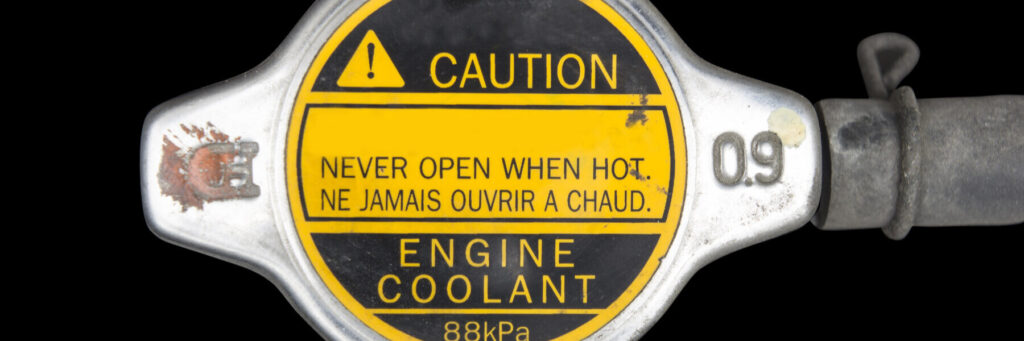 CAUTION
NEVER OPEN WHEN HOT.
NE JAMAIS OUVRIR A CHAUD.
0.9
ENGINE
COOLANT
88kPa